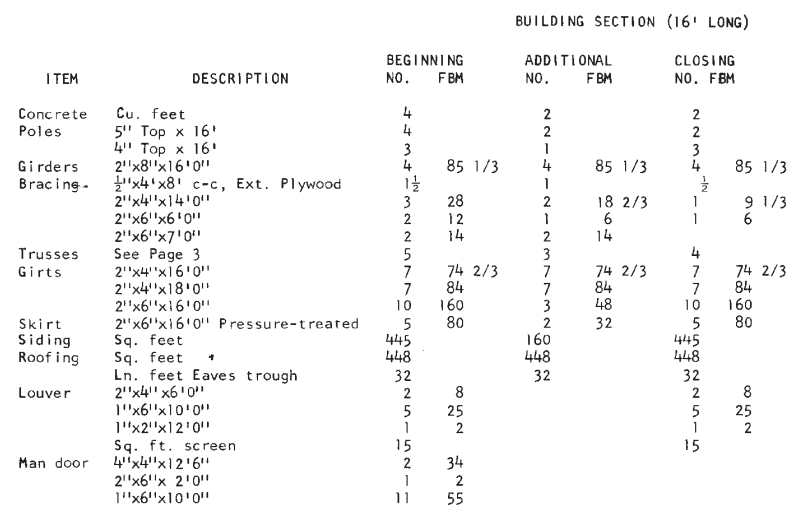 BUILDING SECTION (16' LONG)
BEGINNING ADDITIONAL CLOSING
ITEM DESCRIPTION NO. FBM NO. FBM NO. FBM
Concrete Cu. feet 4 2 2
Poles 5" Top x 16' 4 2 2
4" Top x 16' 3 1 3
Girders 2"x8"x16'0" 4 85 1/3 4 85 1/3 4 85 1/3
Bracing ½"x4'x8' c-c, Ext. Plywood 1½ 1 ½
2"x4"x14'0" 3 28 2 18 2/3 1 9 1/3
2"x6"x6'0" 2 12 1 6 1 6
2"x6"x7'0" 2 14 2 14
Trusses See Page 3 5 3 4
Girts 2"x4"x16'0" 7 74 2/3 7 74 2/3 7 74 2/3
2"x4"x18'0" 7 84 7 84 7 84
2"x6"x16'0" 10 160 3 48 10 160
Skirt 2"x6"x16'0" Pressure-treated 5 80 2 32 5 80
Siding Sq. feet 445 160 445
Roofing Sq. feet 448 448 448
Ln. feet Eaves trough 32 32 32
Louver 2"x4"x6'0" 2 8 2 8
1"x6"x10'0" 5 25 5 25
1"x2"x12'0" 1 2 1 2
Sq. ft. screen 15 15
Man door 4"x4"x12'6" 2 34
2"x6"x 2'0" 1 2
1"x6"x10'0" 11 55